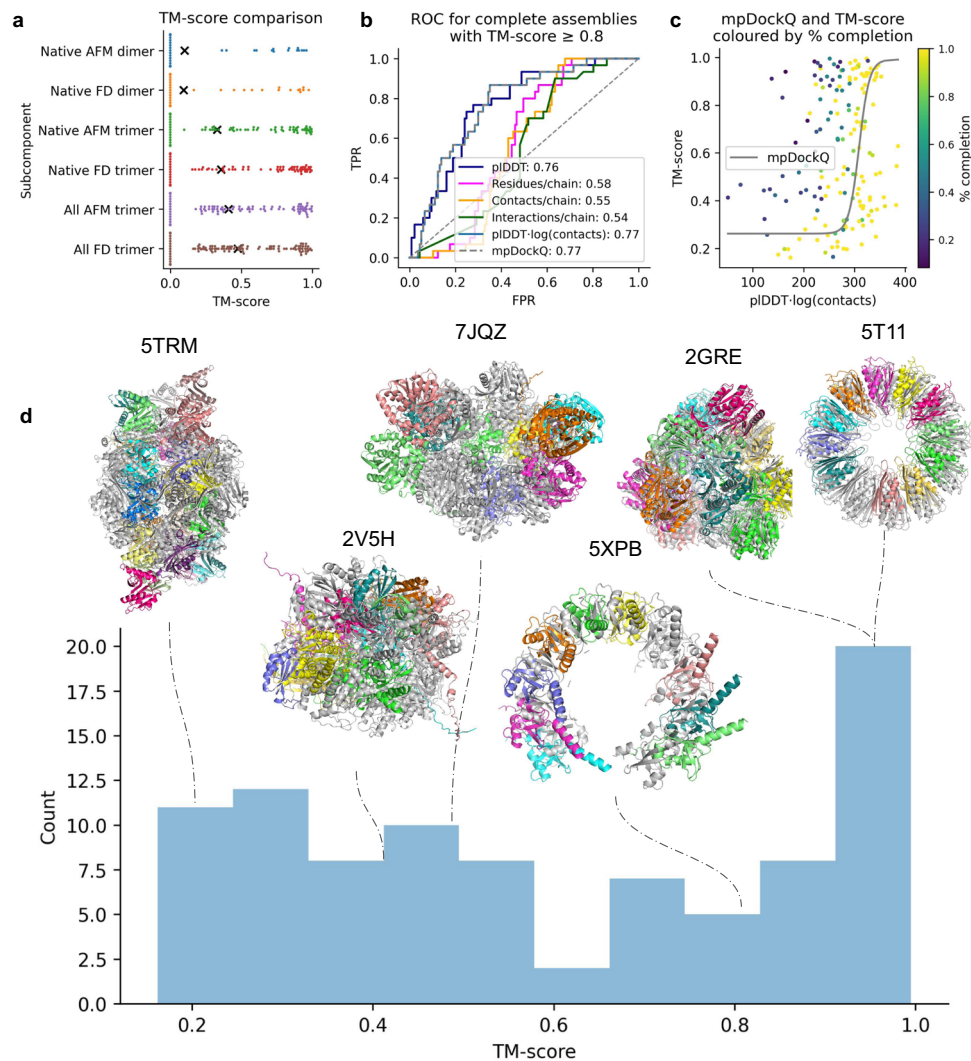 a
TM-score comparison
Subcomponent
Native AFM dimer
Native FD dimer
Native AFM trimer
Native FD trimer
All AFM trimer
All FD trimer
0.0 0.5 1.0
TM-score
b
ROC for complete assemblies
with TM-score ≥ 0.8
TPR
1.0
0.8
0.6
0.4
0.2
0.0
plDDT: 0.76
Residues/chain: 0.58
Contacts/chain: 0.55
Interactions/chain: 0.54
plDDT·log(contacts): 0.77
mpDockQ: 0.77
0.0 0.2 0.4 0.6 0.8 1.0
FPR
c
mpDockQ and TM-score
coloured by % completion
TM-score
1.0
0.8
0.6
0.4
0.2
mpDockQ
100 200 300 400
plDDT·log(contacts)
1.0
0.8
0.6
0.4
0.2
% completion
d
5TRM
7JQZ
2GRE
5T11
2V5H
5XPB
Count
20.0
17.5
15.0
12.5
10.0
7.5
5.0
2.5
0.0
0.2 0.4 0.6 0.8 1.0
TM-score